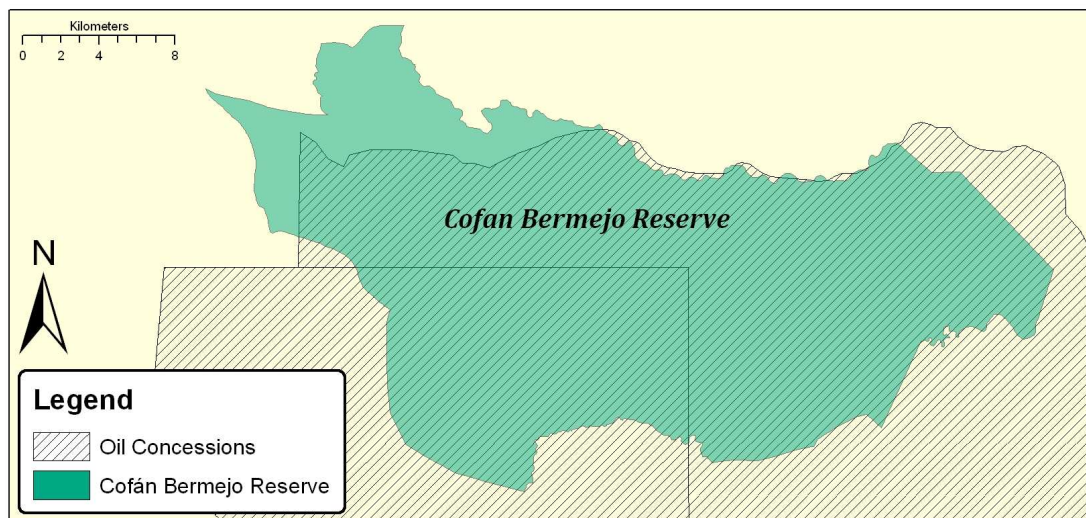 Kilometers
0 2 4 8
Cofan Bermejo Reserve
N
Legend
Oil Concessions
Cofán Bermejo Reserve